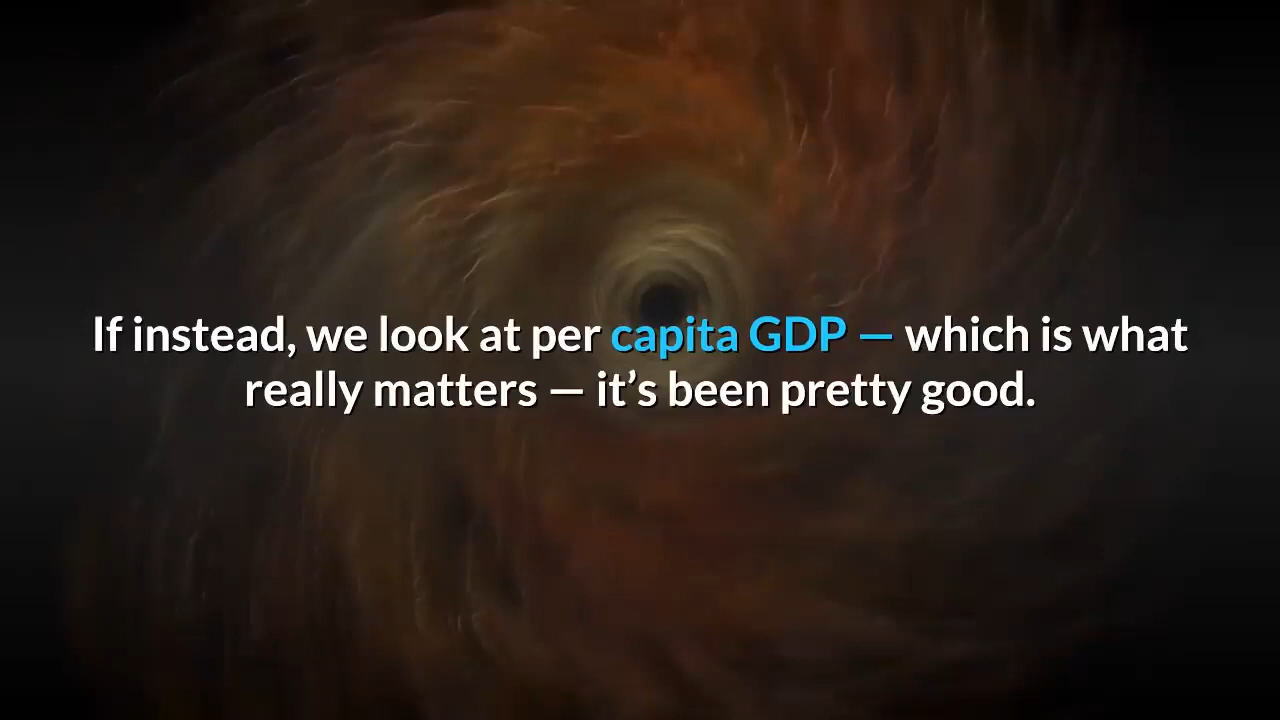 If instead, we look at per capita GDP — which is what
really matters — it’s been pretty good.